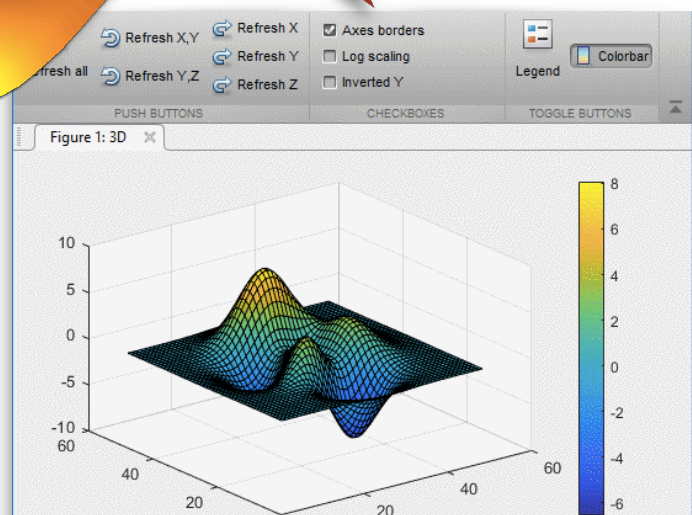 Refresh X,Y
Refresh X
Axes borders
Refresh Y
Log scaling
Colorbar
all
Refresh Y,Z
Legend
Refresh Z
Inverted Y
PUSH BUTTONS
CHECKBOXES
TOGGLE BUTTONS
Figure 1: 3D
8
10
6
5
4
2
0
0
-5
-2
-10
60
60
-4
40
40
20
20
-6